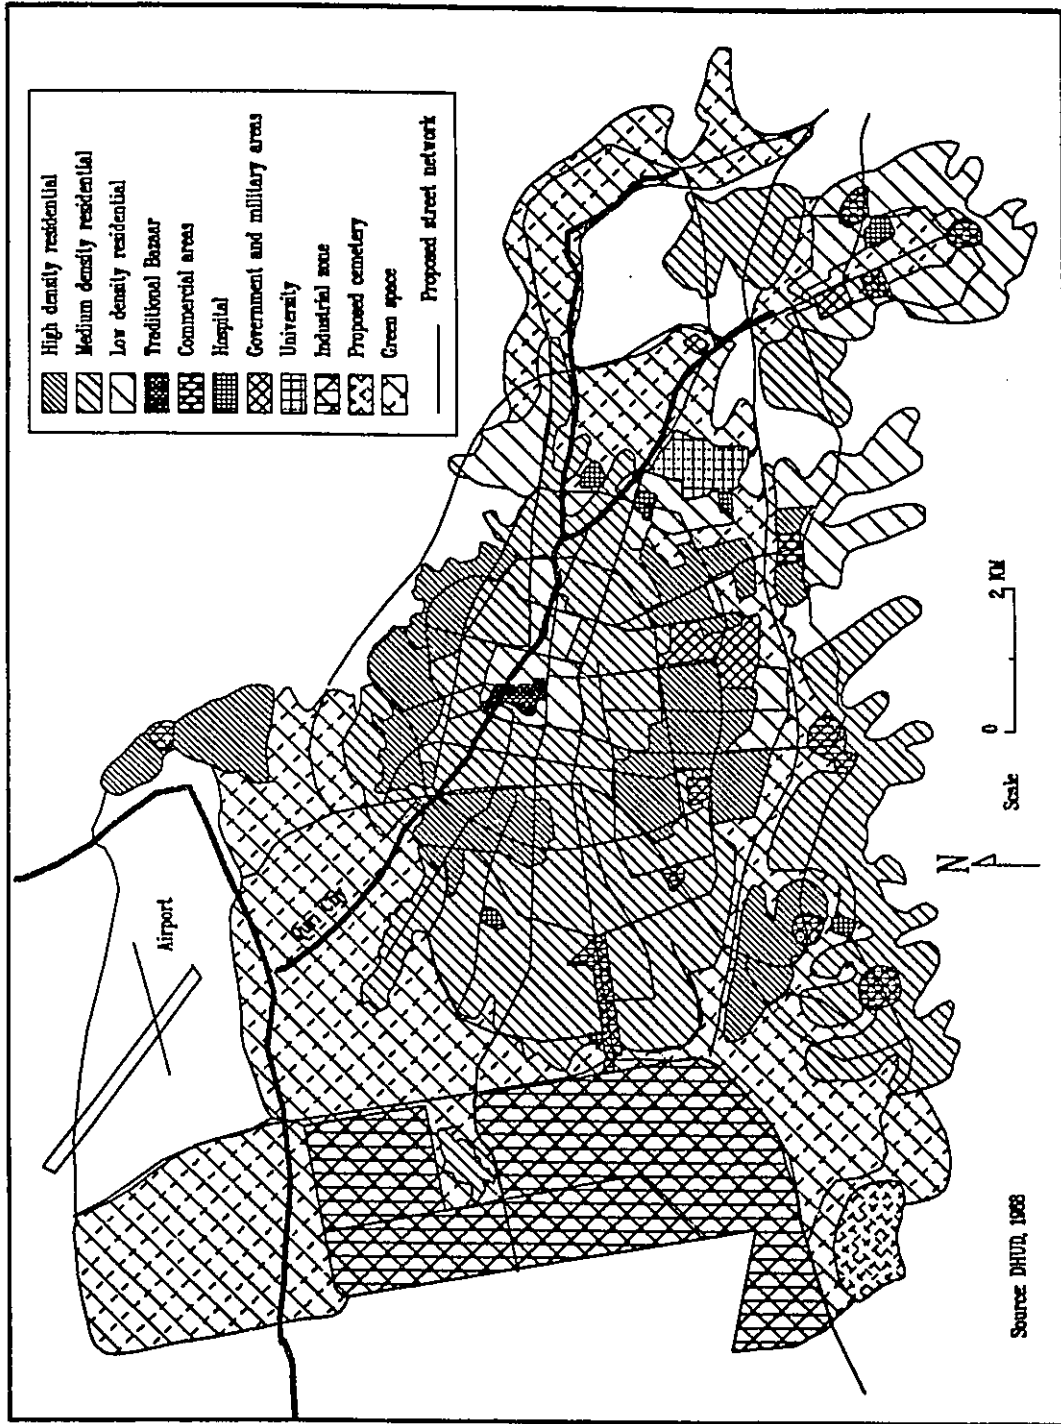 High density residential
Medium density residential
Low density residential
Traditional Bazaar
Commercial areas
Hospital
Government and military areas
University
Industrial zone
Proposed cemetery
Green space
Proposed street network
Airport
N
Scale
0
2 KM
Source: DHUD, 1968